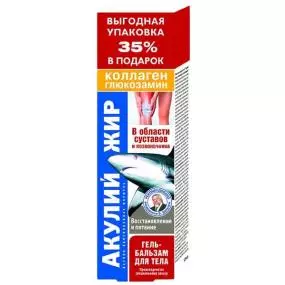 ВЫГОДНАЯ
УПАКОВКА
35%
В ПОДАРОК
КОЛЛАГЕН
ГЛЮКОЗАМИН
АКУЛИЙ ЖИР
В области
суставов
и позвоночника
Восстановление
и питание
ГЕЛЬ-
БАЛЬЗАМ
ДЛЯ ТЕЛА